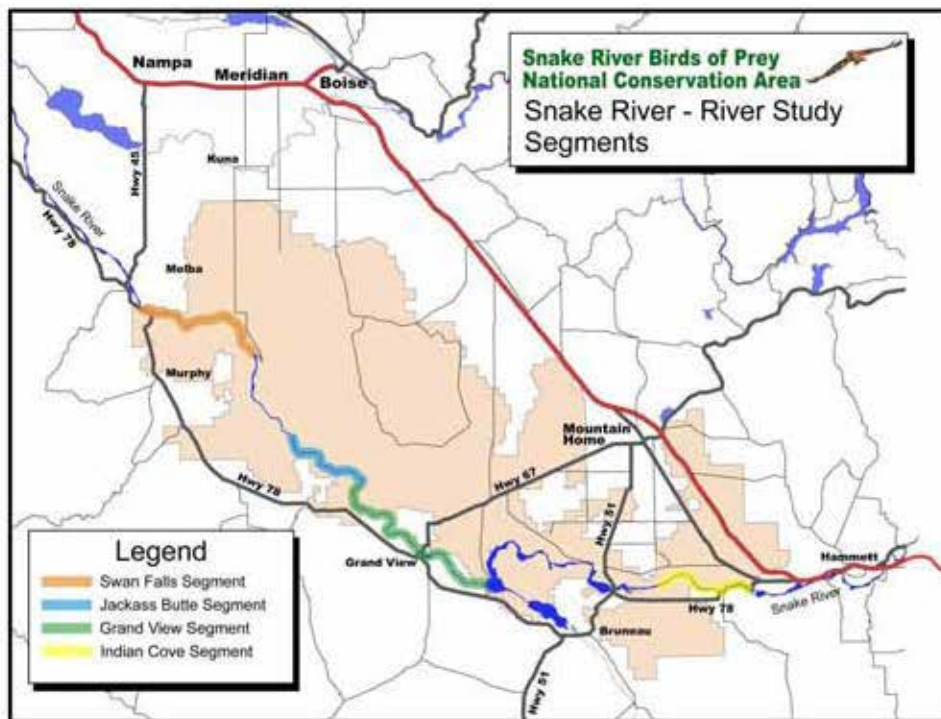 Snake River Birds of Prey
National Conservation Area
Snake River - River Study
Segments
Nampa
Meridian
Boise
Kuna
Hwy 45
Snake River
Hwy 78
Melba
Murphy
Mountain
Home
Hwy 67
Hwy 78
Hwy 51
Grand View
Hammett
Hwy 78
Snake River
Bruneau
Hwy 51
Legend
Swan Falls Segment
Jackass Butte Segment
Grand View Segment
Indian Cove Segment